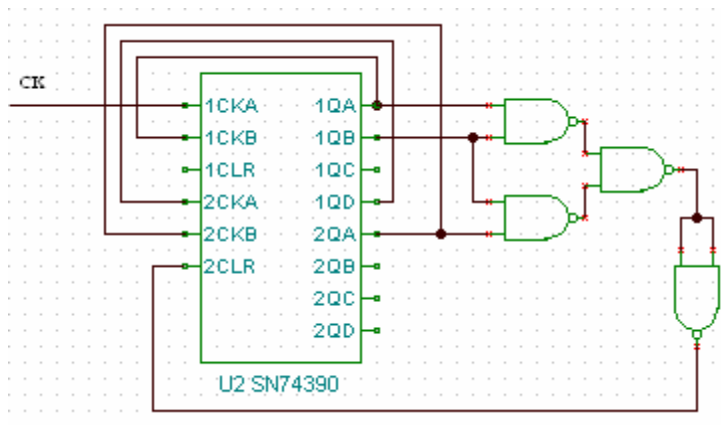 CK
1CKA 1QA
1CKB 1QB
1CLR 1QC
2CKA 1QD
2CKB 2QA
2CLR 2QB
2QC
2QD
U2 SN74390